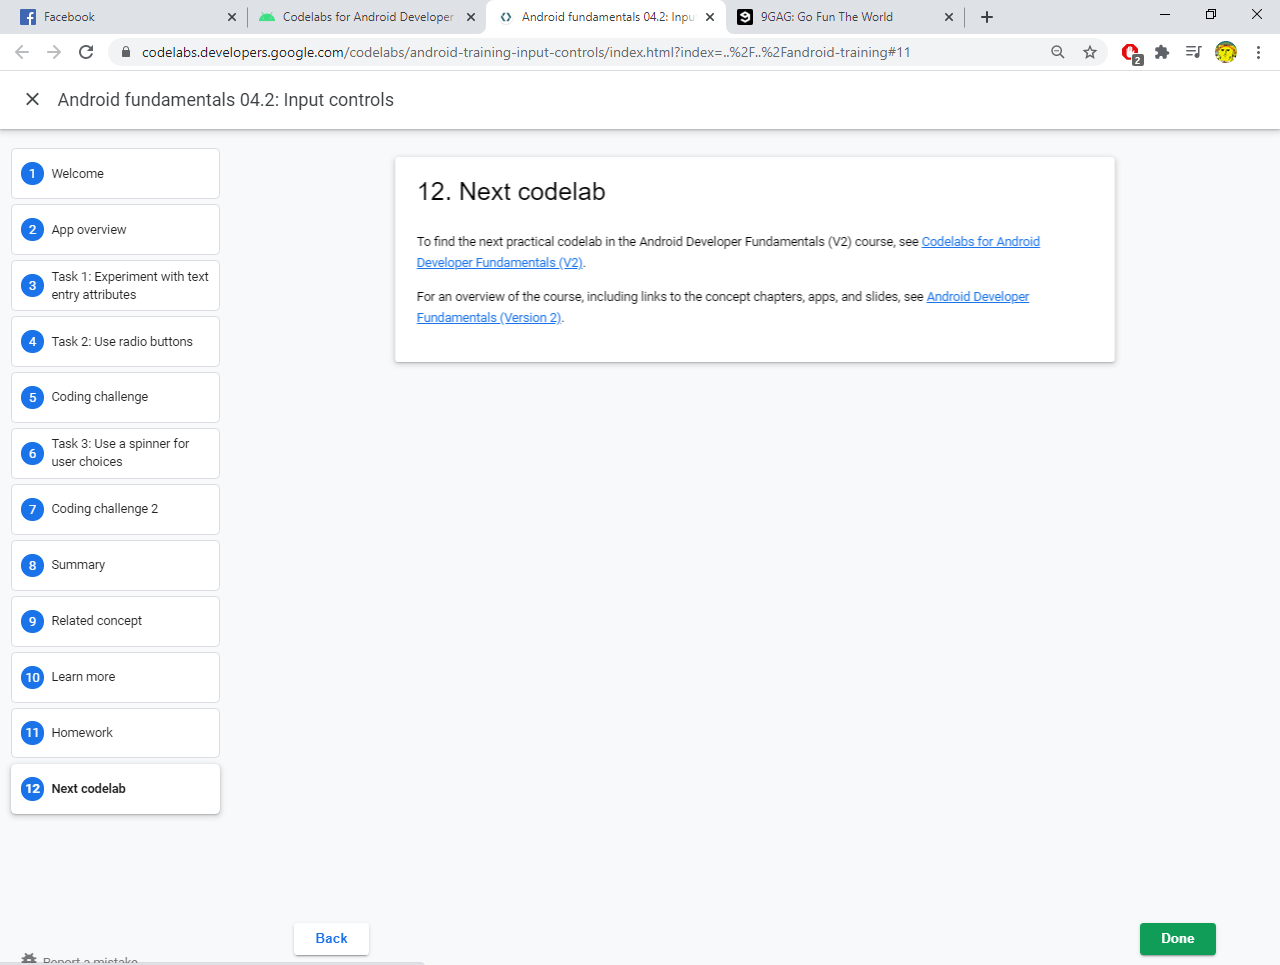 Facebook
Codelabs for Android Developer
Android fundamentals 04.2: Inpu
9GAG: Go Fun The World
codelabs.developers.google.com/codelabs/android-training-input-controls/index.html?index=..%2F..%2Fandroid-training#11
2
Android fundamentals 04.2: Input controls
1 Welcome
2 App overview
3 Task 1: Experiment with text
entry attributes
4 Task 2: Use radio buttons
5 Coding challenge
6 Task 3: Use a spinner for
user choices
7 Coding challenge 2
8 Summary
9 Related concept
10 Learn more
11 Homework
12 Next codelab
12. Next codelab
To find the next practical codelab in the Android Developer Fundamentals (V2) course, see Codelabs for Android
Developer Fundamentals (V2).
For an overview of the course, including links to the concept chapters, apps, and slides, see Android Developer
Fundamentals (Version 2).
Back
Done
Report a mistake